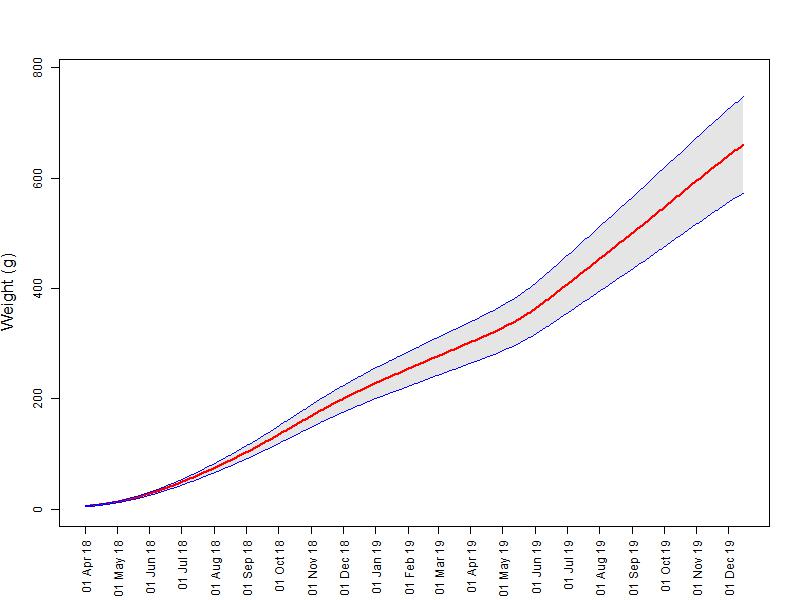 800
600
400
200
0
Weight (g)
01 Apr 18
01 May 18
01 Jun 18
01 Jul 18
01 Aug 18
01 Sep 18
01 Oct 18
01 Nov 18
01 Dec 18
01 Jan 19
01 Feb 19
01 Mar 19
01 Apr 19
01 May 19
01 Jun 19
01 Jul 19
01 Aug 19
01 Sep 19
01 Oct 19
01 Nov 19
01 Dec 19